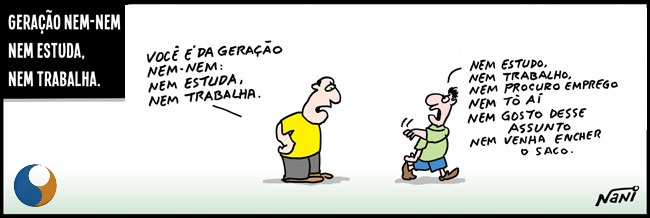 GERAÇÃO NEM-NEM
NEM ESTUDA,
NEM TRABALHA.
VOCÊ É DA GERAÇÃO
NEM-NEM:
NEM ESTUDA,
NEM TRABALHA.
NEM ESTUDO,
NEM TRABALHO,
NEM PROCURO EMPREGO
NEM TÔ AÍ
NEM GOSTO DESSE
ASSUNTO
NEM VENHA ENCHER
O SACO.
NANI